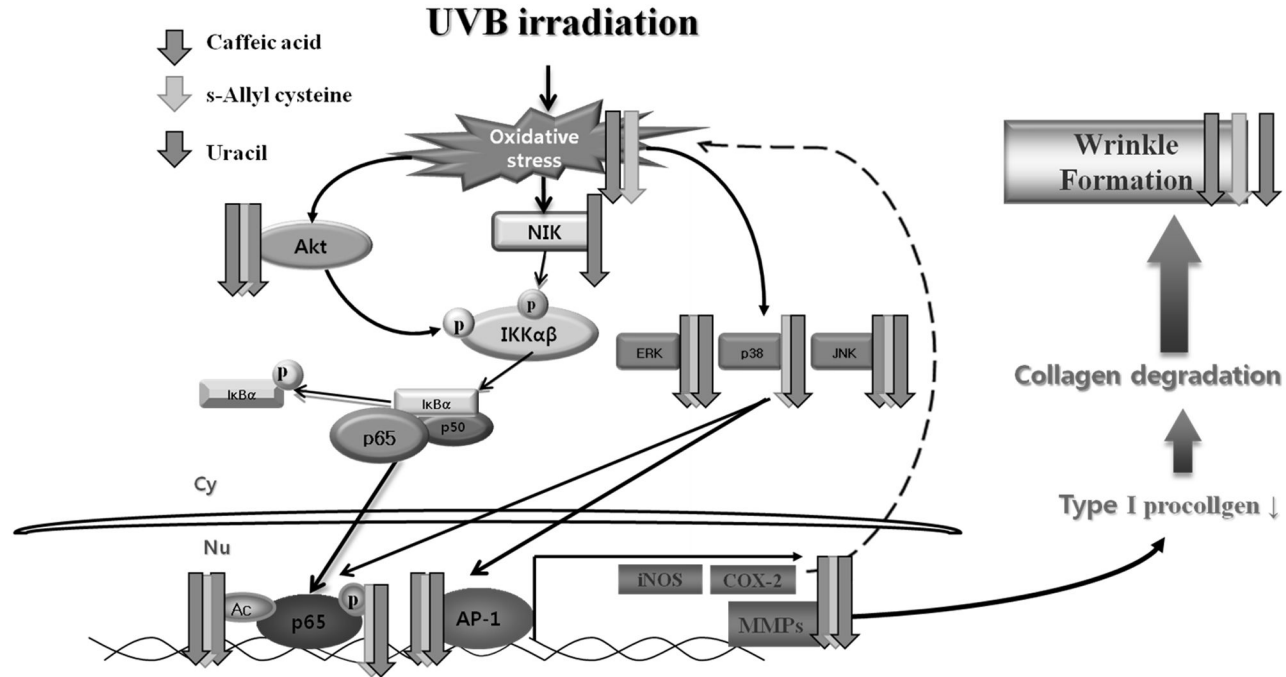 UVB irradiation
Caffeic acid
s-Allyl cysteine
Uracil
Oxidative
stress
Wrinkle
Formation
Akt
NIK
p
p
IKKαβ
ERK
p38
JNK
Collagen degradation
p
IκBα
IκBα
p65
p50
Cy
Type I procollgen ↓
Nu
iNOS
COX-2
Ac
p65
p
AP-1
MMPs